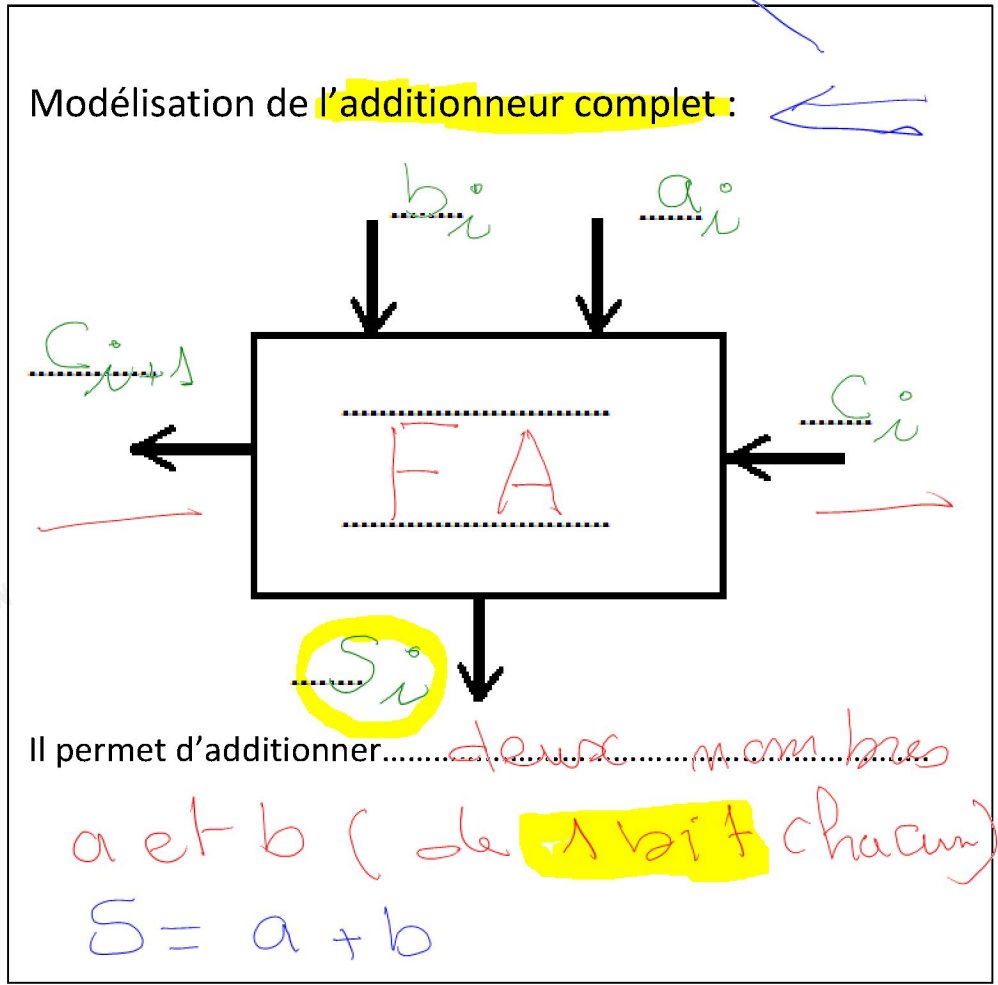 Modélisation de l'additionneur complet :
bi ai
Ci+1
Ci
FA
Si
Il permet d'additionner deux nombres
a et b ( de 1 bit chacun)
S = a + b